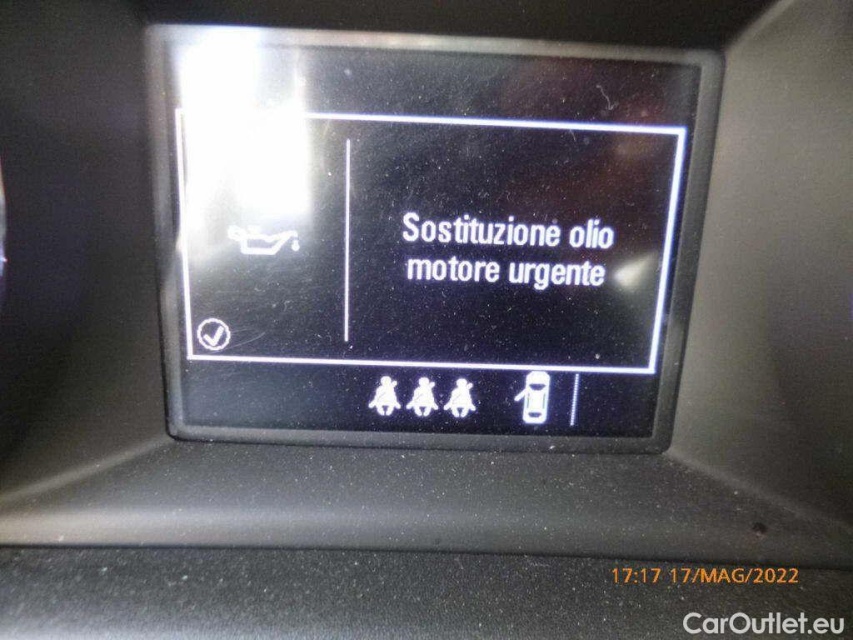 Sostituzione olio
motore urgente
17:17 17/MAG/2022
CarOutlet.eu